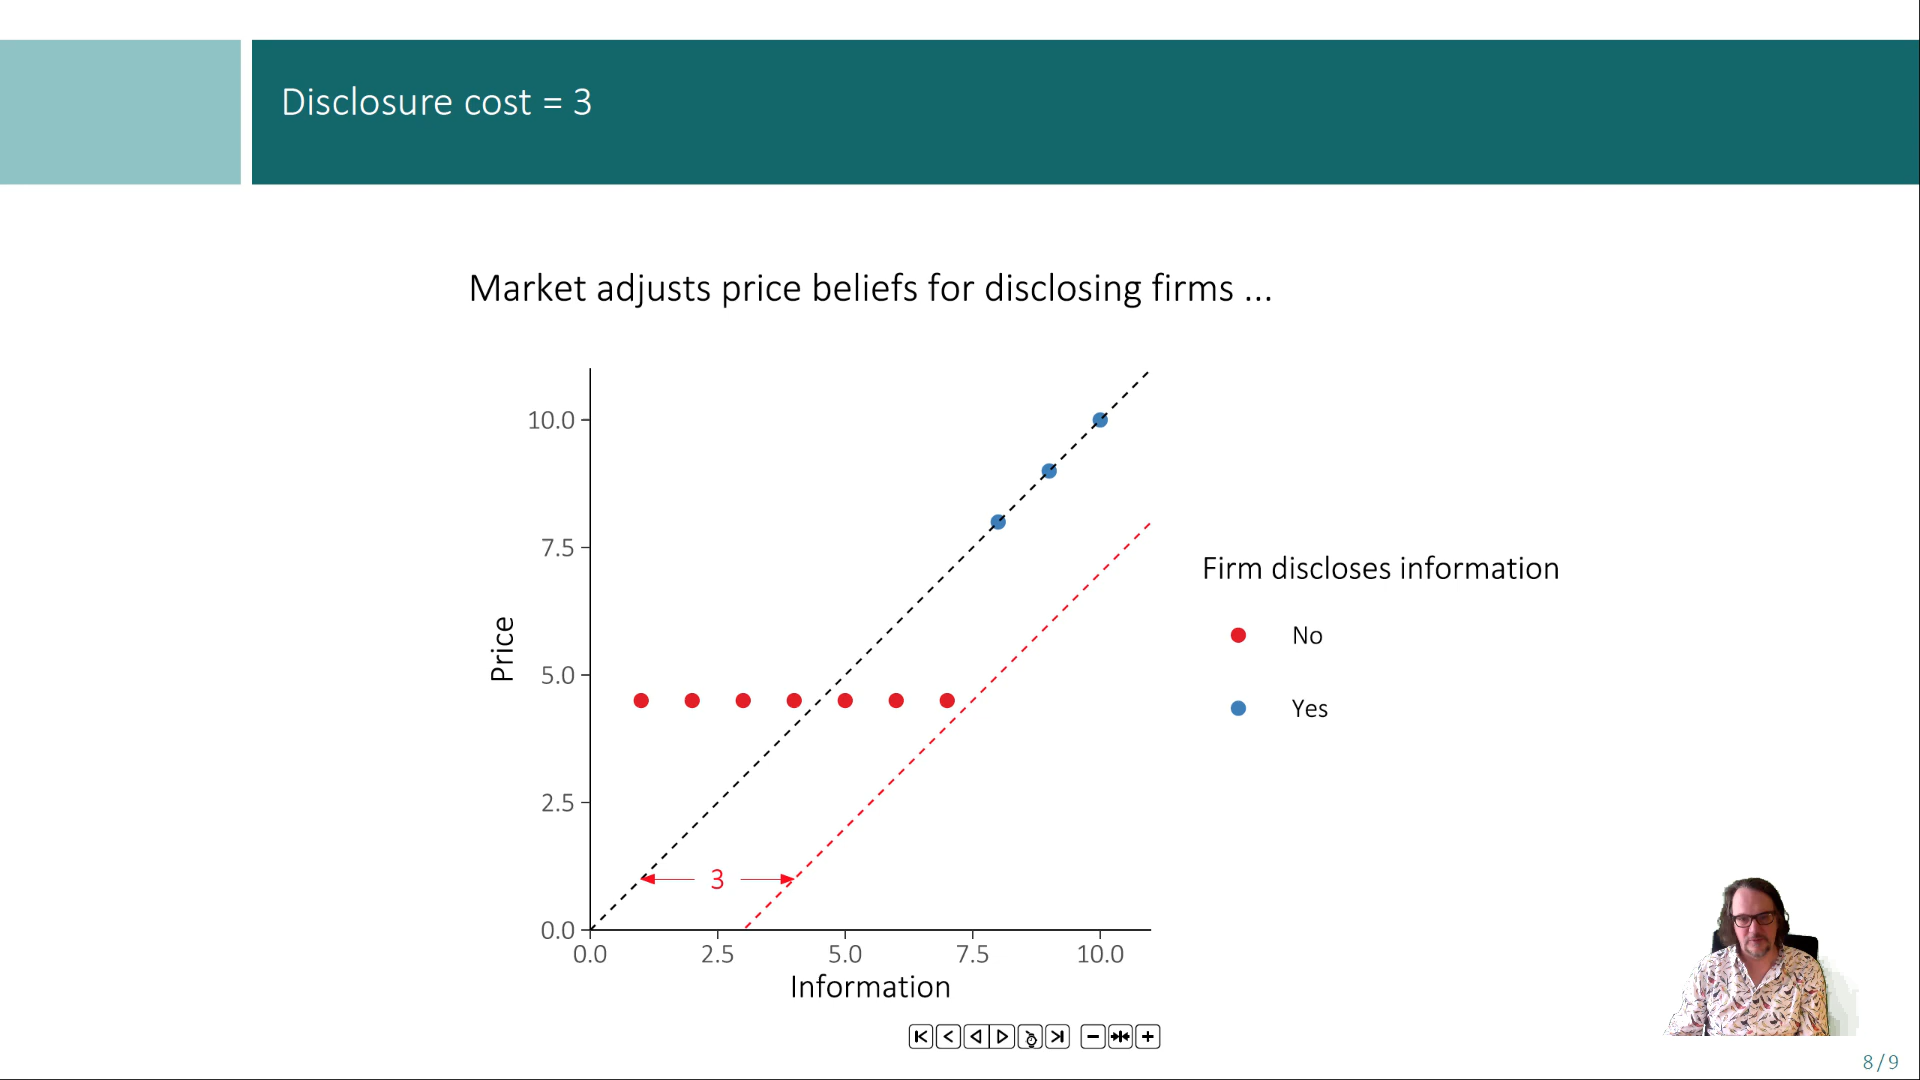 Disclosure cost = 3
Market adjusts price beliefs for disclosing firms ...
10.0
7.5
5.0
2.5
0.0
Price
3
0.0 2.5 5.0 7.5 10.0
Information
Firm discloses information
No
Yes
8/9